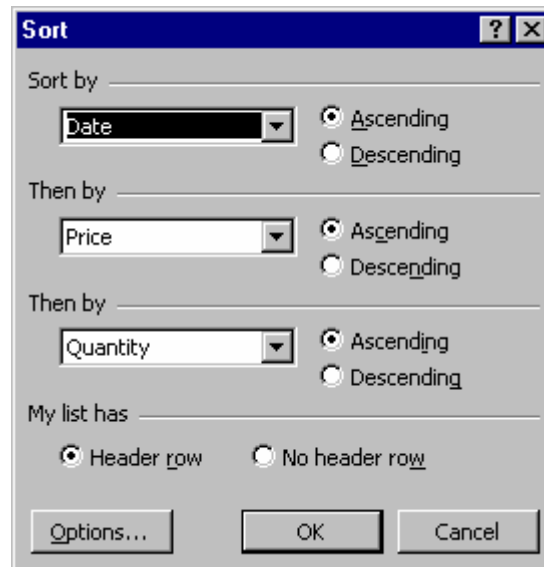 Sort
Sort by
Date
Ascending
Descending
Then by
Price
Ascending
Descending
Then by
Quantity
Ascending
Descending
My list has
Header row No header row
Options... OK Cancel